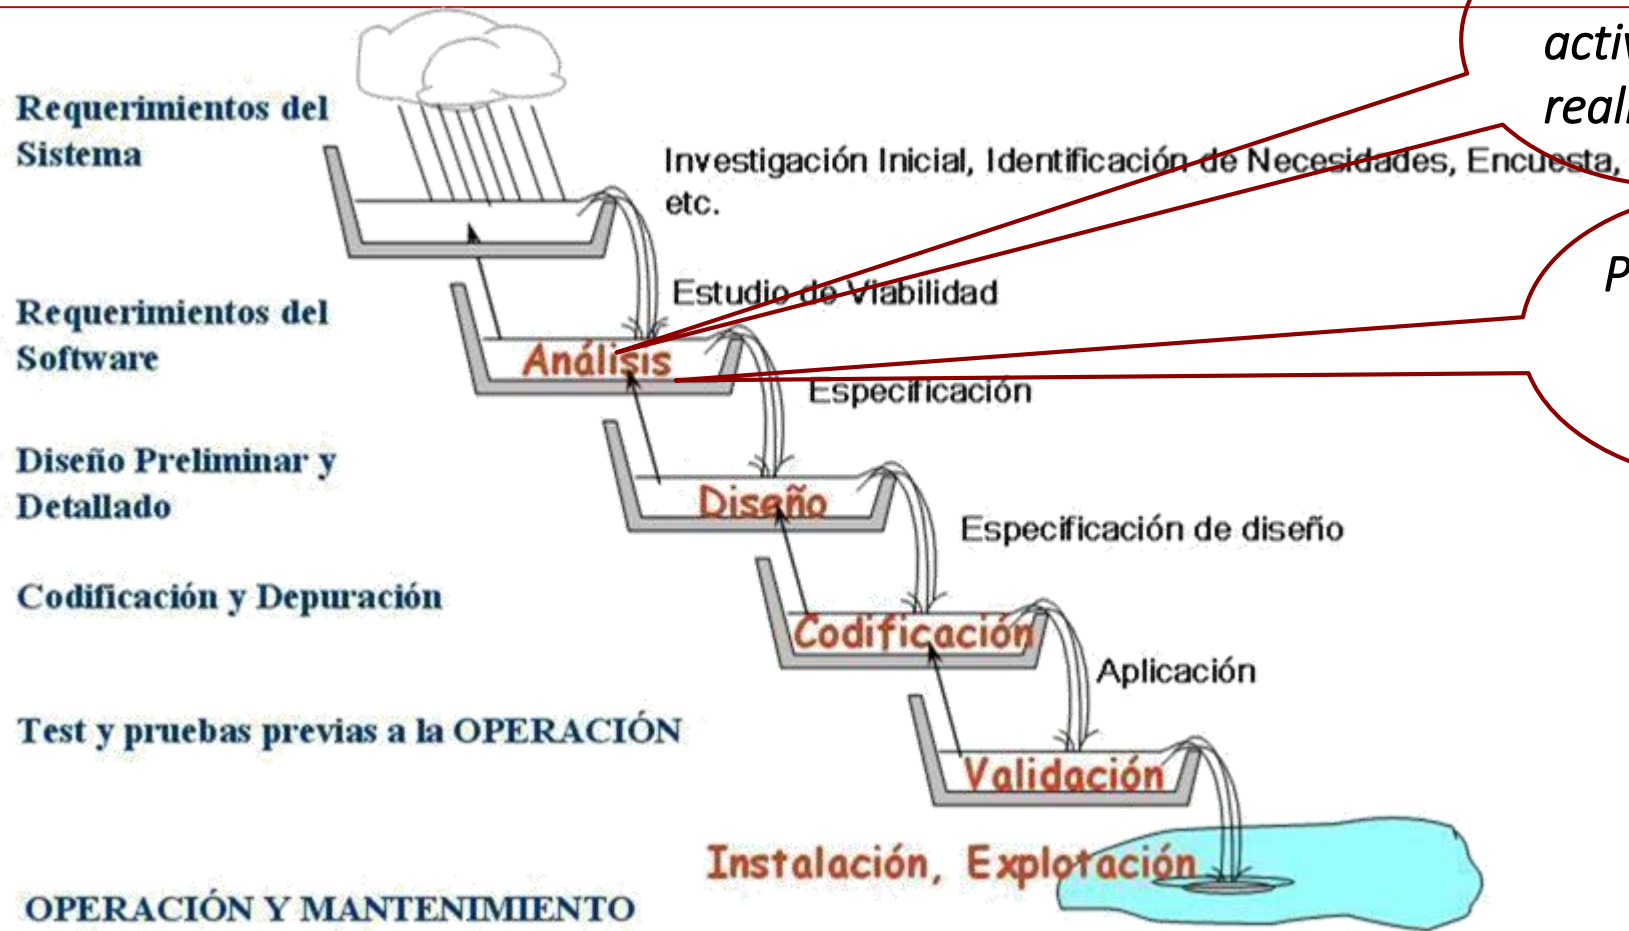 Requerimientos del
Sistema
Investigación Inicial, Identificación de Necesidades, Encuesta,
etc.
Estudio de Viabilidad
Requerimientos del
Software
Análisis
Especificación
Diseño Preliminar y
Detallado
Diseño
Especificación de diseño
Codificación y Depuración
Codificación
Aplicación
Test y pruebas previas a la OPERACIÓN
Validación
Instalación, Explotación
OPERACIÓN Y MANTENIMIENTO